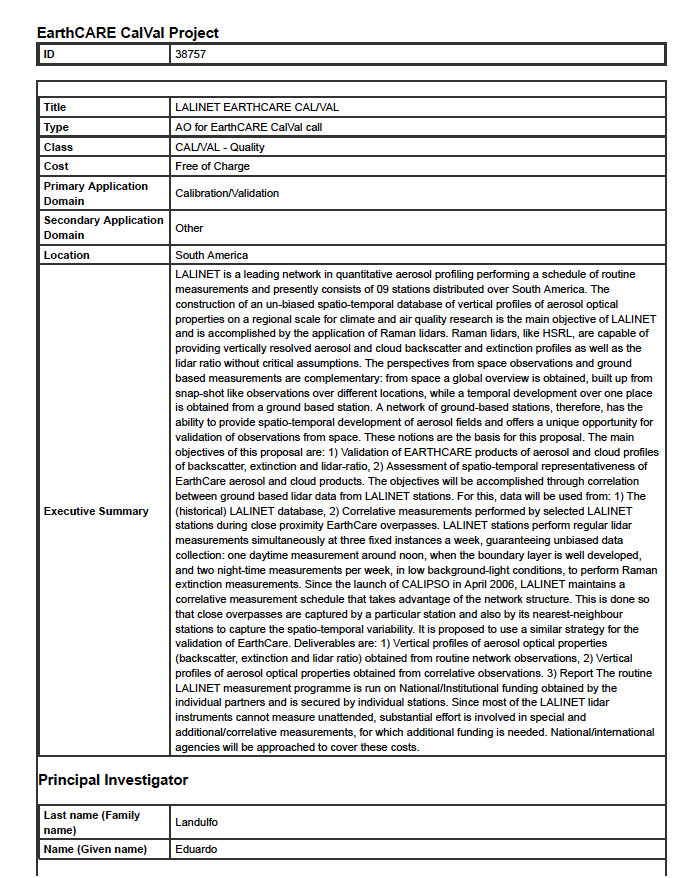 EarthCARE CalVal Project
ID 38757
Title LALINET EARTHCARE CAL/VAL
Type AO for EarthCARE CalVal call
Class CAL/VAL - Quality
Cost Free of Charge
Primary Application Domain Calibration/Validation
Secondary Application Domain Other
Location South America
Executive Summary
LALINET is a leading network in quantitative aerosol profiling performing a schedule of routine
measurements and presently consists of 09 stations distributed over South America. The
construction of an un-biased spatio-temporal database of vertical profiles of aerosol optical
properties on a regional scale for climate and air quality research is the main objective of LALINET
and is accomplished by the application of Raman lidars. Raman lidars, like HSRL, are capable of
providing vertically resolved aerosol and cloud backscatter and extinction profiles as well as the
lidar ratio without critical assumptions. The perspectives from space observations and ground
based measurements are complementary: from space a global overview is obtained, built up from
snap-shot like observations over different locations, while a temporal development over one place
is obtained from a ground based station. A network of ground-based stations, therefore, has the
ability to provide spatio-temporal development of aerosol fields and offers a unique opportunity for
validation of observations from space. These notions are the basis for this proposal. The main
objectives of this proposal are: 1) Validation of EARTHCARE products of aerosol and cloud profiles
of backscatter, extinction and lidar-ratio, 2) Assessment of spatio-temporal representativeness of
EarthCare aerosol and cloud products. The objectives will be accomplished through correlation
between ground based lidar data from LALINET stations. For this, data will be used from: 1) The
(historical) LALINET database, 2) Correlative measurements performed by selected LALINET
stations during close proximity EarthCare overpasses. LALINET stations perform regular lidar
measurements simultaneously at three fixed instances a week, guaranteeing unbiased data
collection: one daytime measurement around noon, when the boundary layer is well developed,
and two night-time measurements per week, in low background-light conditions, to perform Raman
extinction measurements. Since the launch of CALIPSO in April 2006, LALINET maintains a
correlative measurement schedule that takes advantage of the network structure. This is done so
that close overpasses are captured by a particular station and also by its nearest-neighbour
stations to capture the spatio-temporal variability. It is proposed to use a similar strategy for the
validation of EarthCare. Deliverables are: 1) Vertical profiles of aerosol optical properties
(backscatter, extinction and lidar ratio) obtained from routine network observations, 2) Vertical
profiles of aerosol optical properties obtained from correlative observations. 3) Report The routine
LALINET measurement programme is run on National/Institutional funding obtained by the
individual partners and is secured by individual stations. Since most of the LALINET lidar
instruments cannot measure unattended, substantial effort is involved in special and
additional/correlative measurements, for which additional funding is needed. National/international
agencies will be approached to cover these costs.
Principal Investigator
Last name (Family name) Landulfo
Name (Given name) Eduardo